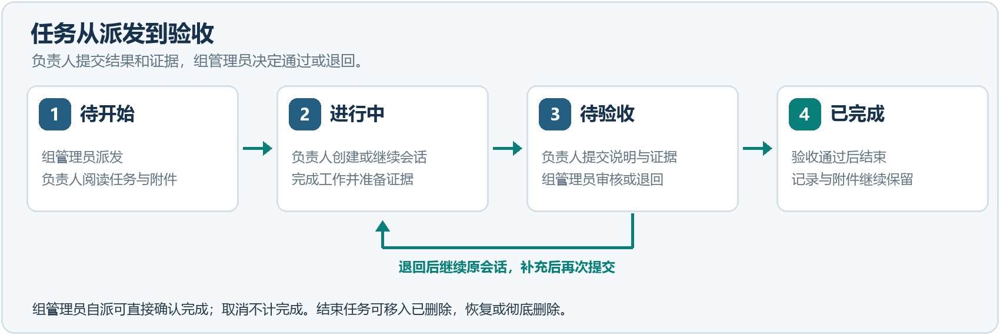 任务从派发到验收
负责人提交结果和证据，组管理员决定通过或退回。
1 待开始
组管理员派发
负责人阅读任务与附件
2 进行中
负责人创建或继续会话
完成工作并准备证据
3 待验收
负责人提交说明与证据
组管理员审核或退回
4 已完成
验收通过后结束
记录与附件继续保留
退回后继续原会话，补充后再次提交
组管理员自派可直接确认完成；取消不计完成。结束任务可移入已删除，恢复或彻底删除。